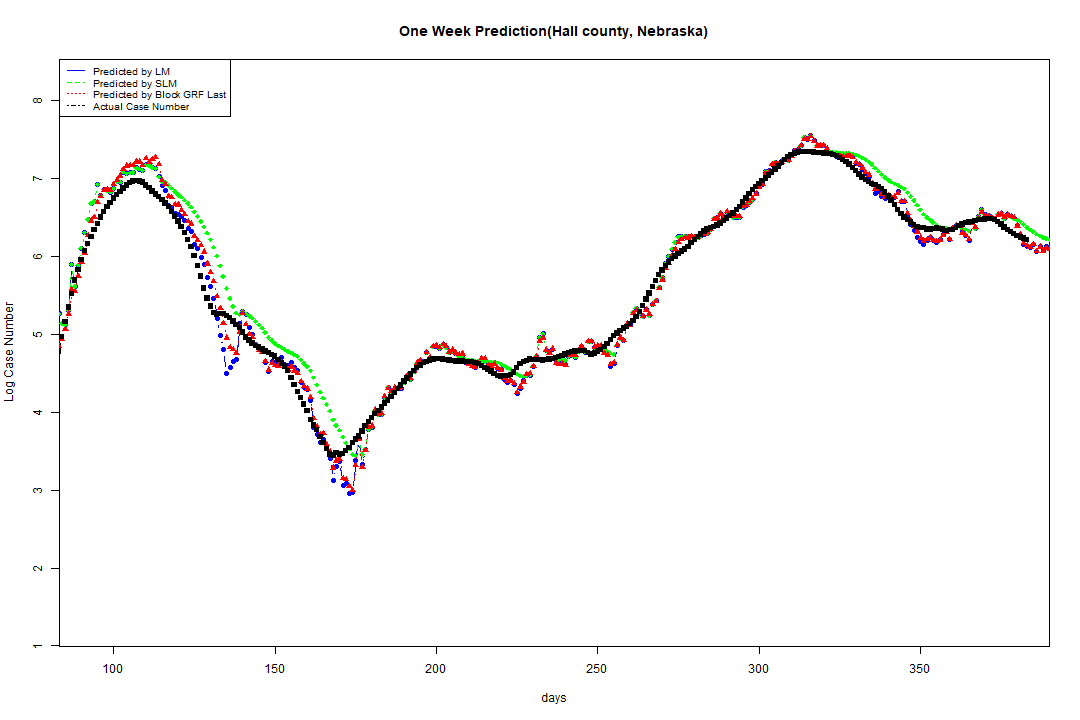 One Week Prediction(Hall county, Nebraska)
Predicted by LM
Predicted by SLM
Predicted by Block GRF Last
Actual Case Number
Log Case Number
8
7
6
5
4
3
2
1
100 150 200 250 300 350
days